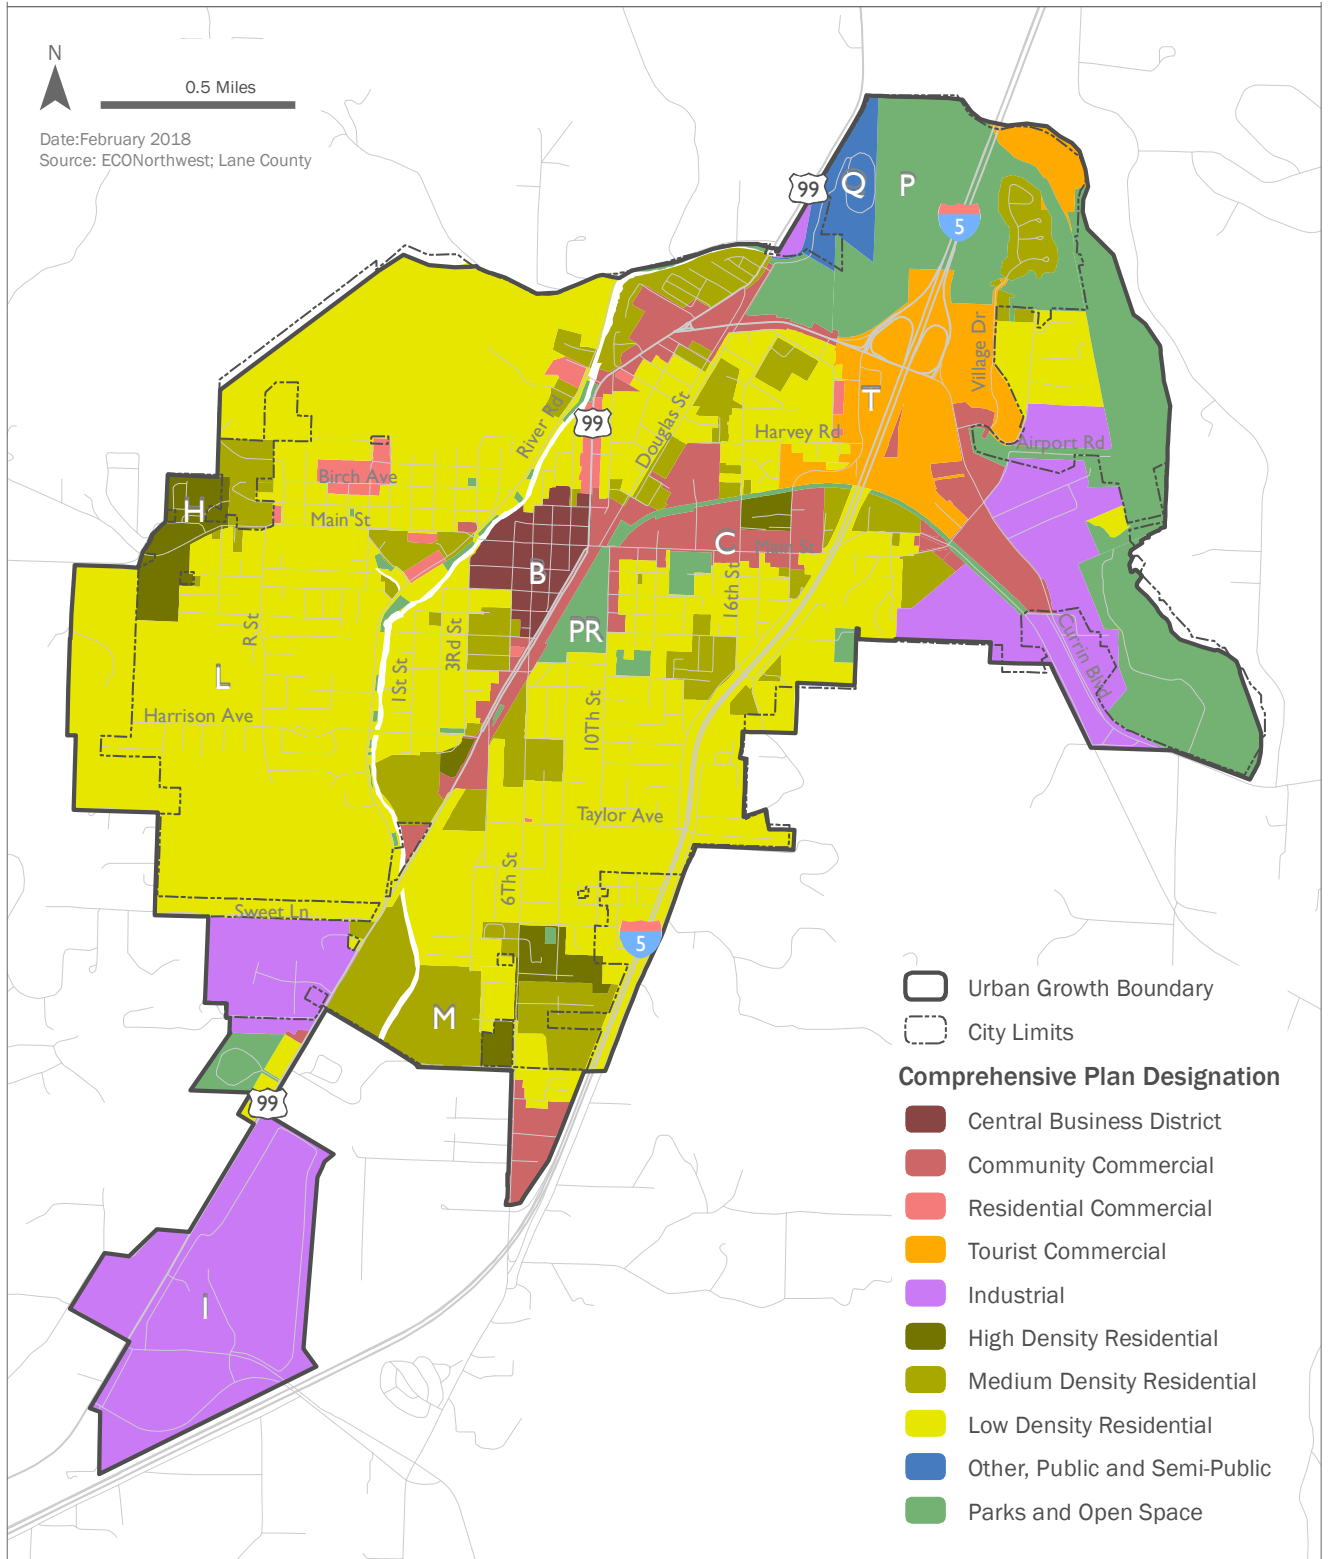 N
0.5 Miles
Date:February 2018
Source: ECONorthwest; Lane County
99
Q
P
5
Village Dr
T
River Rd
99
Douglas St
Harvey Rd
Airport Rd
Birch Ave
H
Main St
C
Main St
B
16th St
R St
3Rd St
PR
Currin Blvd
L
1St St
Harrison Ave
10Th St
Taylor Ave
6Th St
Sweet Ln
5
M
99
I
Urban Growth Boundary
City Limits
Comprehensive Plan Designation
Central Business District
Community Commercial
Residential Commercial
Tourist Commercial
Industrial
High Density Residential
Medium Density Residential
Low Density Residential
Other, Public and Semi-Public
Parks and Open Space